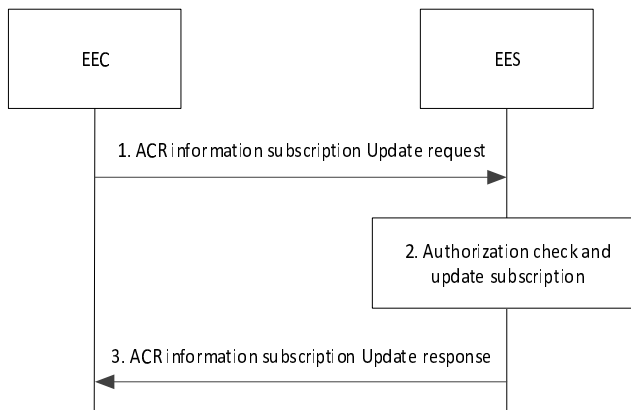 EEC
EES
1. ACR information subscription Update request
2. Authorization check and
update subscription
3. ACR information subscription Update response